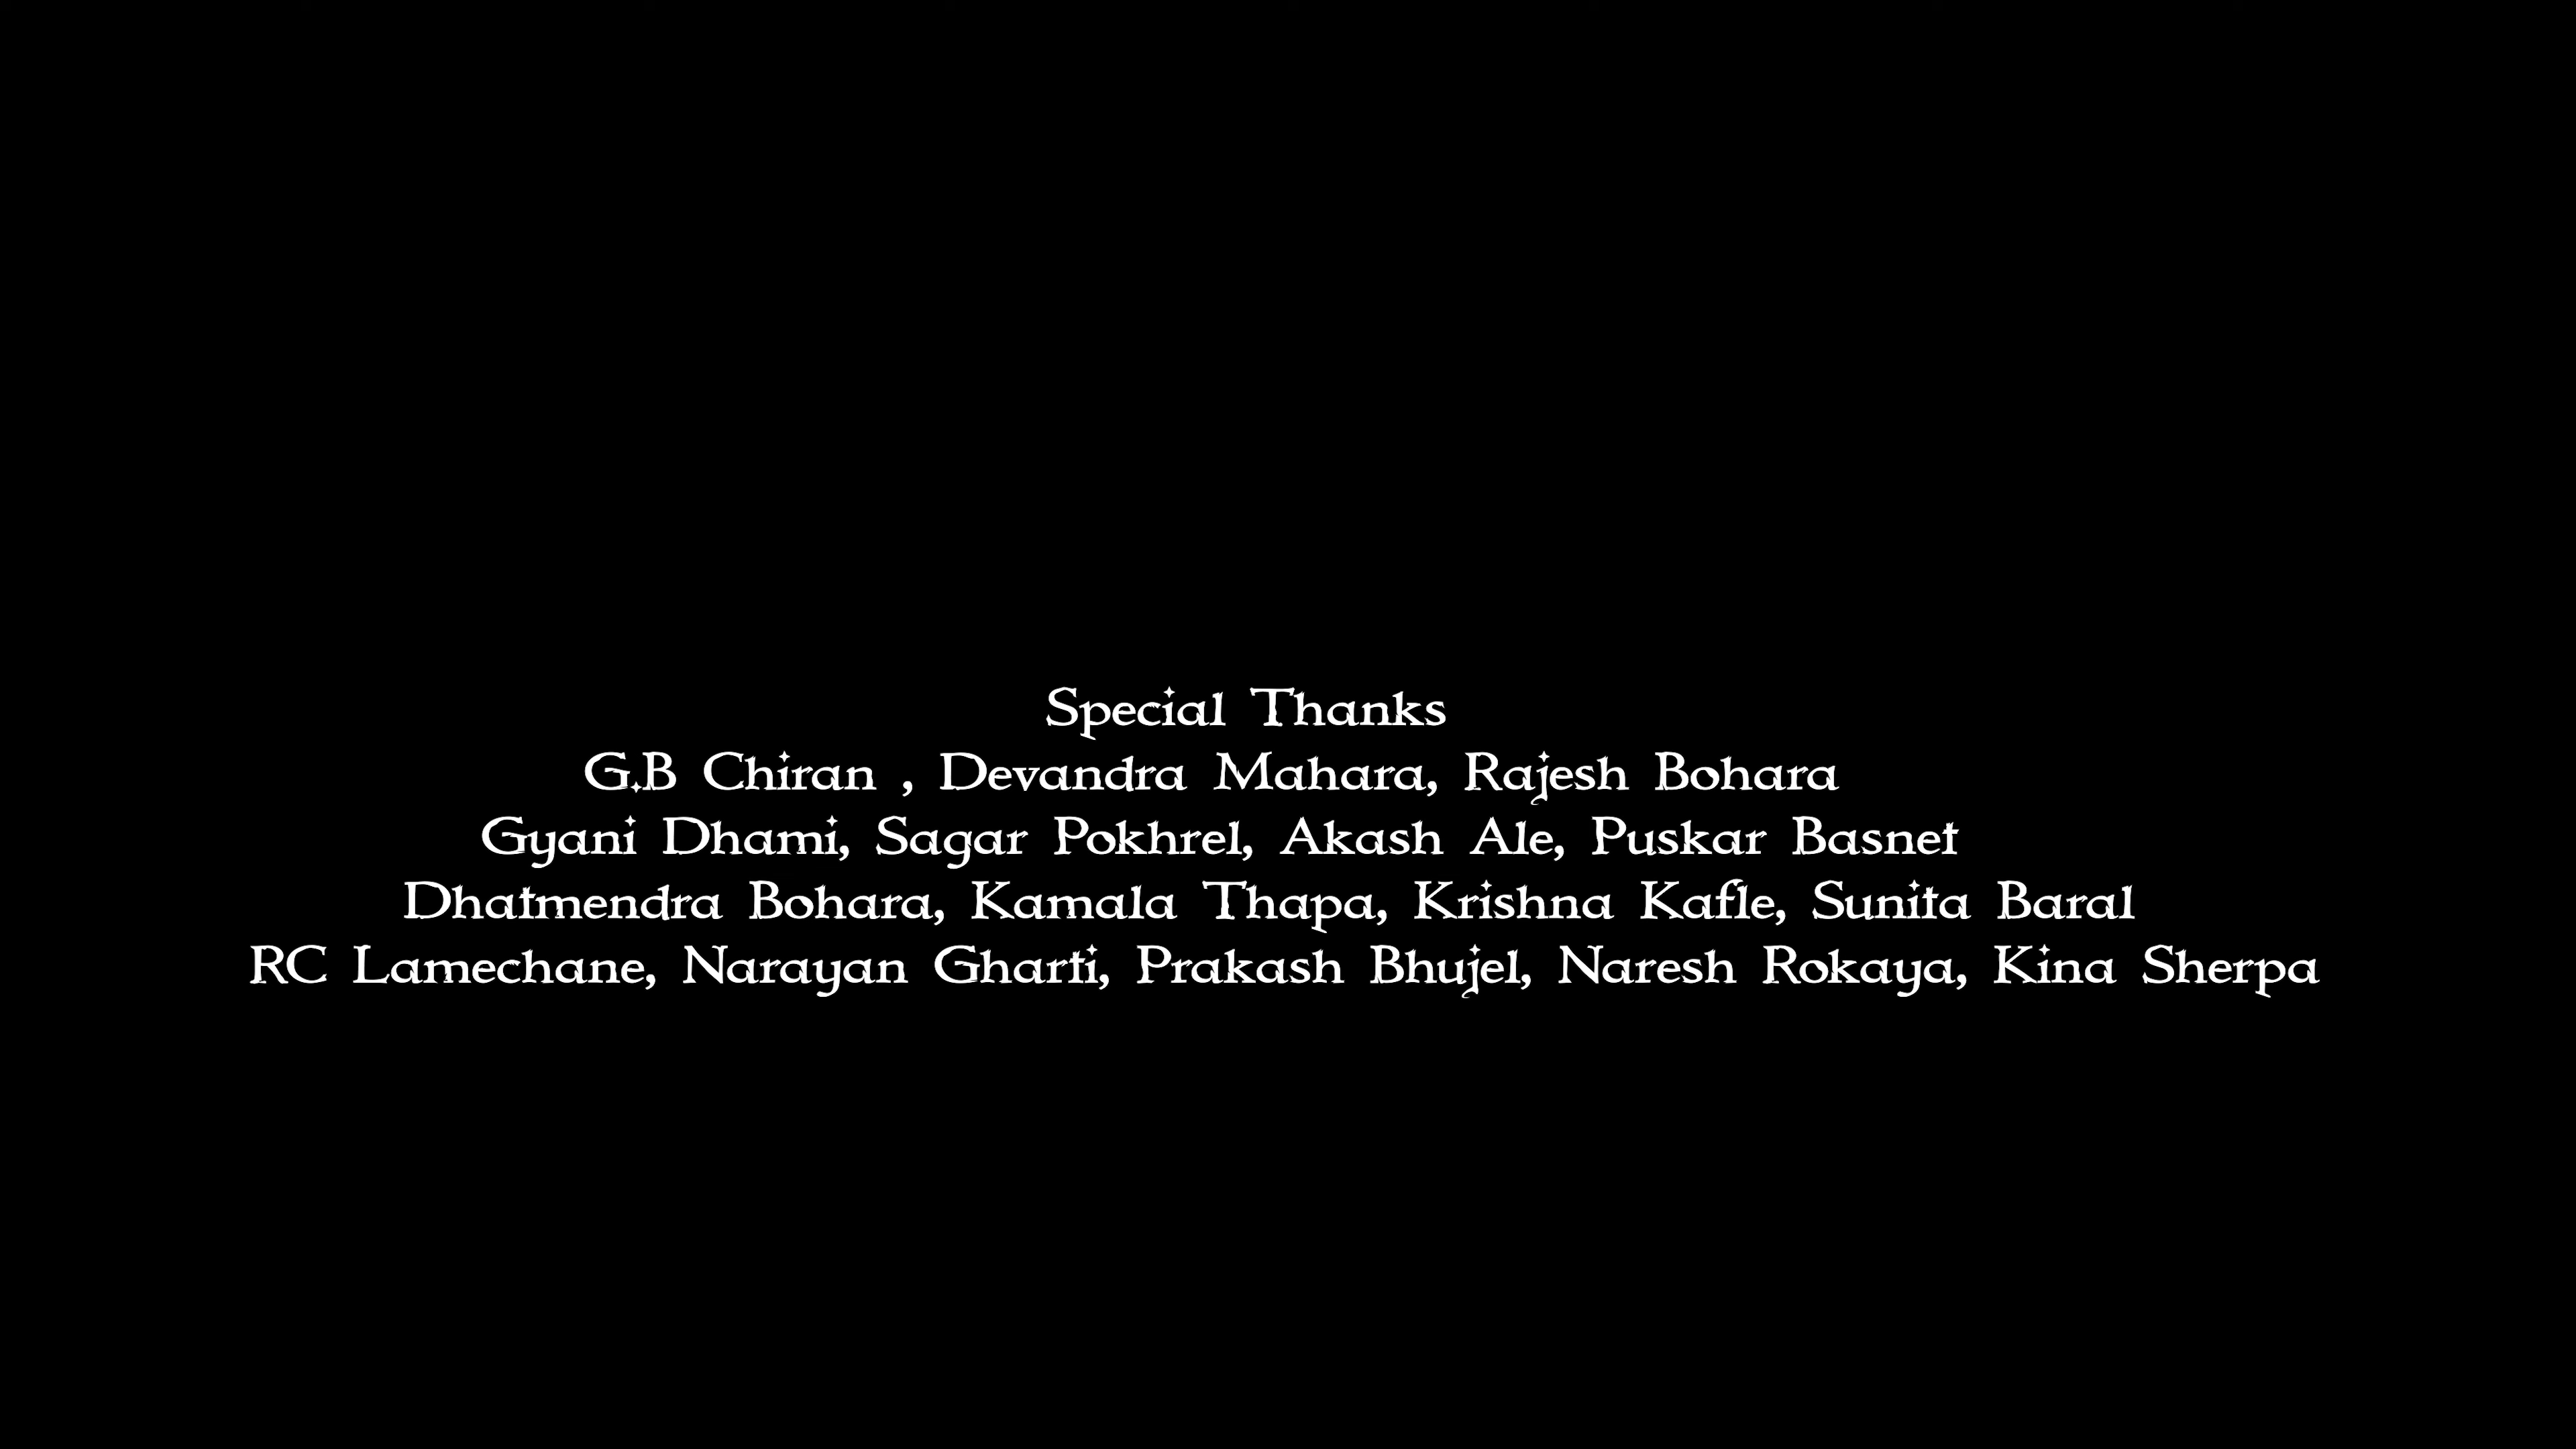 Special Thanks
G.B Chiran , Devandra Mahara, Rajesh Bohara
Gyani Dhami, Sagar Pokhrel, Akash Ale, Puskar Basnet
Dhatmendra Bohara, Kamala Thapa, Krishna Kafle, Sunita Baral
RC Lamechane, Narayan Gharti, Prakash Bhujel, Naresh Rokaya, Kina Sherpa